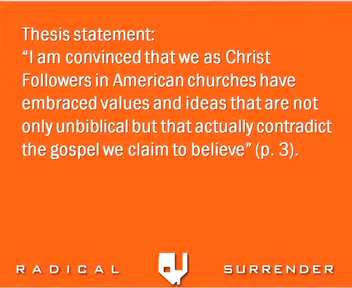 Thesis statement:
“I am convinced that we as Christ
Followers in American churches have
embraced values and ideas that are not
only unbiblical but that actually contradict
the gospel we claim to believe” (p. 3).
RADICAL SURRENDER